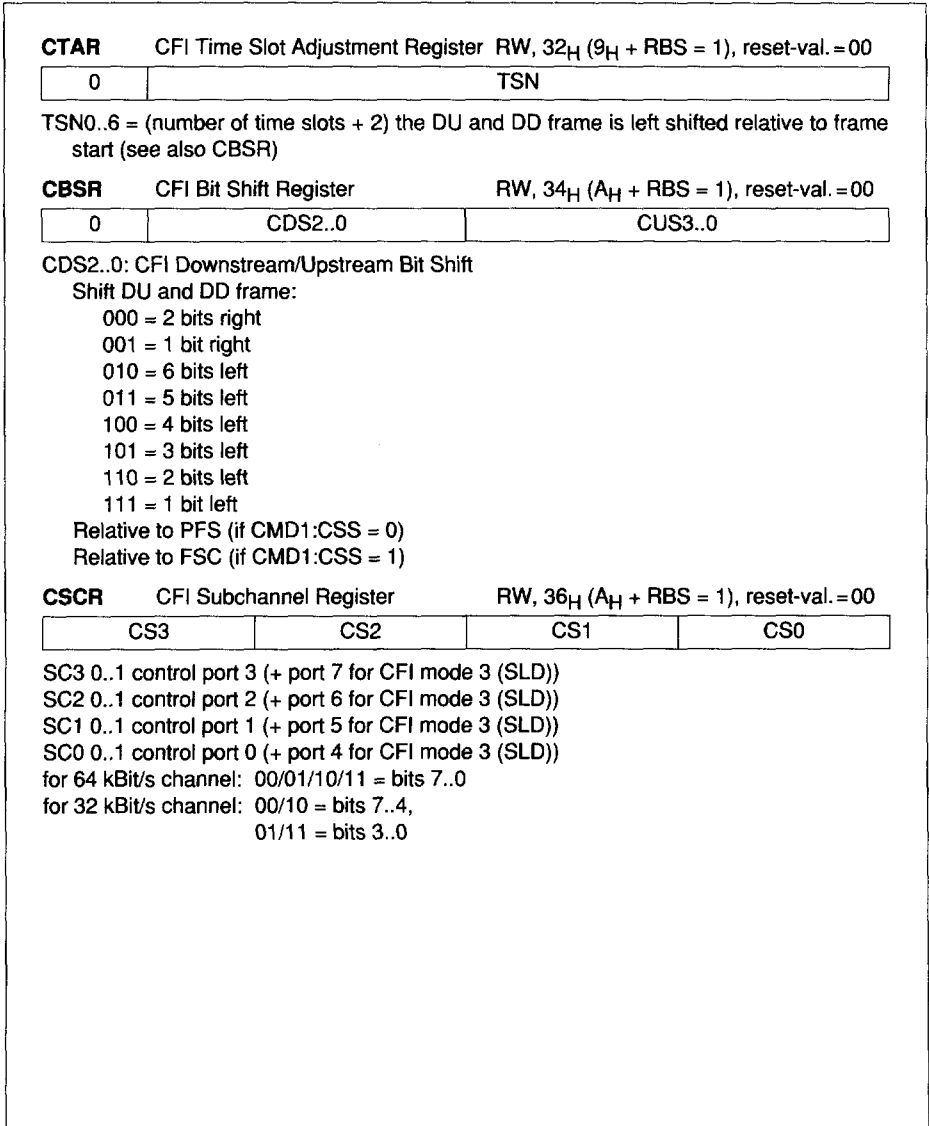 CTAR CFI Time Slot Adjustment Register RW, 32H (9H + RBS = 1), reset-val. = 00
0 TSN
TSN0..6 = (number of time slots + 2) the DU and DD frame is left shifted relative to frame
start (see also CBSR)
CBSR CFI Bit Shift Register RW, 34H (AH + RBS = 1), reset-val. = 00
0 CDS2..0 CUS3..0
CDS2..0: CFI Downstream/Upstream Bit Shift
Shift DU and DD frame:
000 = 2 bits right
001 = 1 bit right
010 = 6 bits left
011 = 5 bits left
100 = 4 bits left
101 = 3 bits left
110 = 2 bits left
111 = 1 bit left
Relative to PFS (if CMD1:CSS = 0)
Relative to FSC (if CMD1:CSS = 1)
CSCR CFI Subchannel Register RW, 36H (AH + RBS = 1), reset-val. = 00
CS3 CS2 CS1 CS0
SC3 0..1 control port 3 (+ port 7 for CFI mode 3 (SLD))
SC2 0..1 control port 2 (+ port 6 for CFI mode 3 (SLD))
SC1 0..1 control port 1 (+ port 5 for CFI mode 3 (SLD))
SC0 0..1 control port 0 (+ port 4 for CFI mode 3 (SLD))
for 64 kBit/s channel: 00/01/10/11 = bits 7..0
for 32 kBit/s channel: 00/10 = bits 7..4,
01/11 = bits 3..0